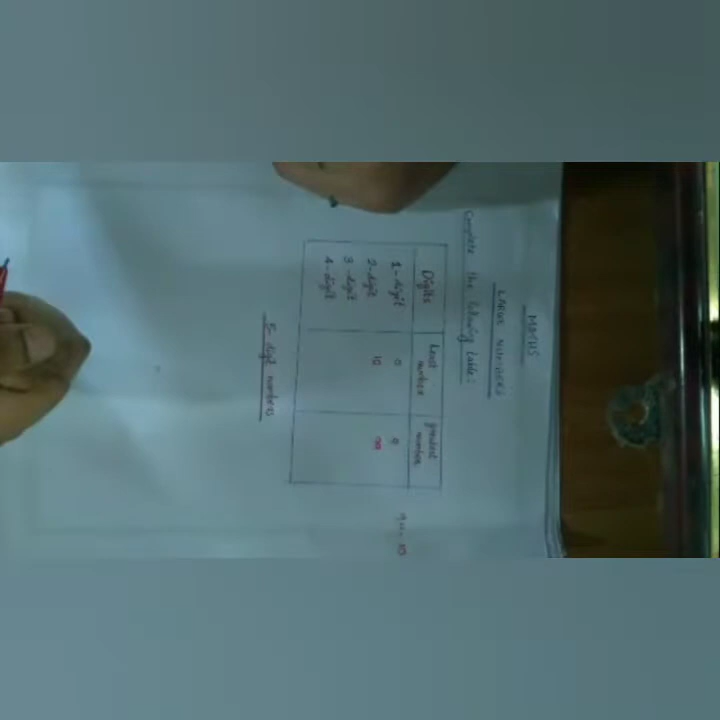 MATHS
LARGE NUMBERS
Complete the following table:
Digits Least number greatest number
1-digit 0 9
2-digit 10 99
3-digit
4-digit
5-digit numbers